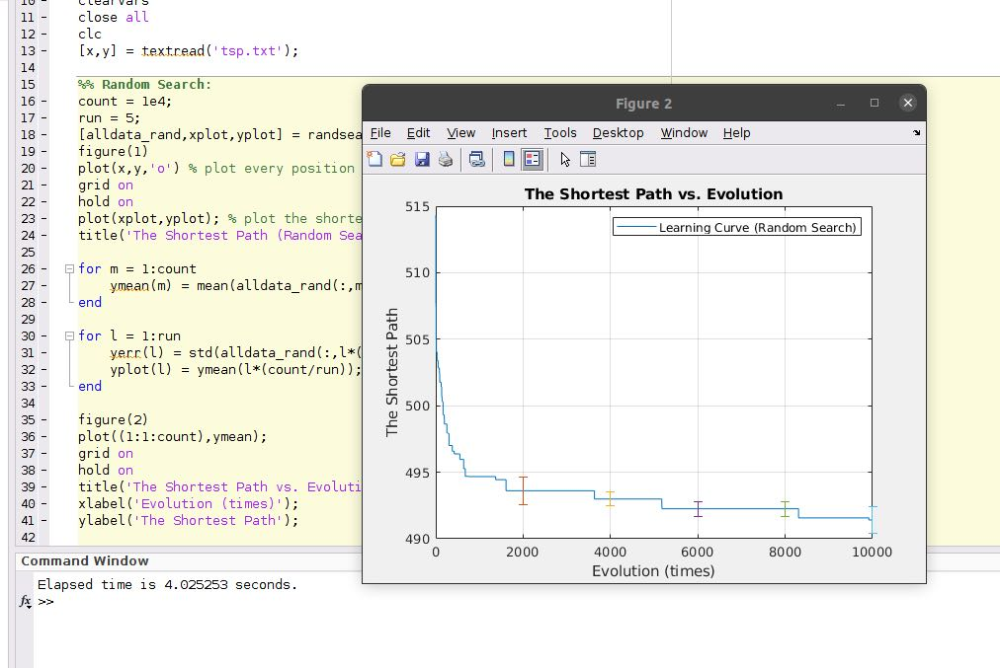 10 - clearvars
11 - close all
12 - clc
13 - [x,y] = textread('tsp.txt');
14
15 %% Random Search:
16 - count = 1e4;
17 - run = 5;
18 - [alldata_rand,xplot,yplot] = randsea
19 - figure(1)
20 - plot(x,y,'o') % plot every position
21 - grid on
22 - hold on
23 - plot(xplot,yplot); % plot the shorte
24 - title('The Shortest Path (Random Sea
25
26 - for m = 1:count
27 - ymean(m) = mean(alldata_rand(:,m
28 - end
29
30 - for l = 1:run
31 - yerr(l) = std(alldata_rand(:,l*(
32 - yplot(l) = ymean(l*(count/run));
33 - end
34
35 - figure(2)
36 - plot((1:1:count),ymean);
37 - grid on
38 - hold on
39 - title('The Shortest Path vs. Evoluti
40 - xlabel('Evolution (times)');
41 - ylabel('The Shortest Path');
42
Figure 2
File Edit View Insert Tools Desktop Window Help
The Shortest Path vs. Evolution
Learning Curve (Random Search)
The Shortest Path
515
510
505
500
495
490
0 2000 4000 6000 8000 10000
Evolution (times)
Command Window
Elapsed time is 4.025253 seconds.
fx >>